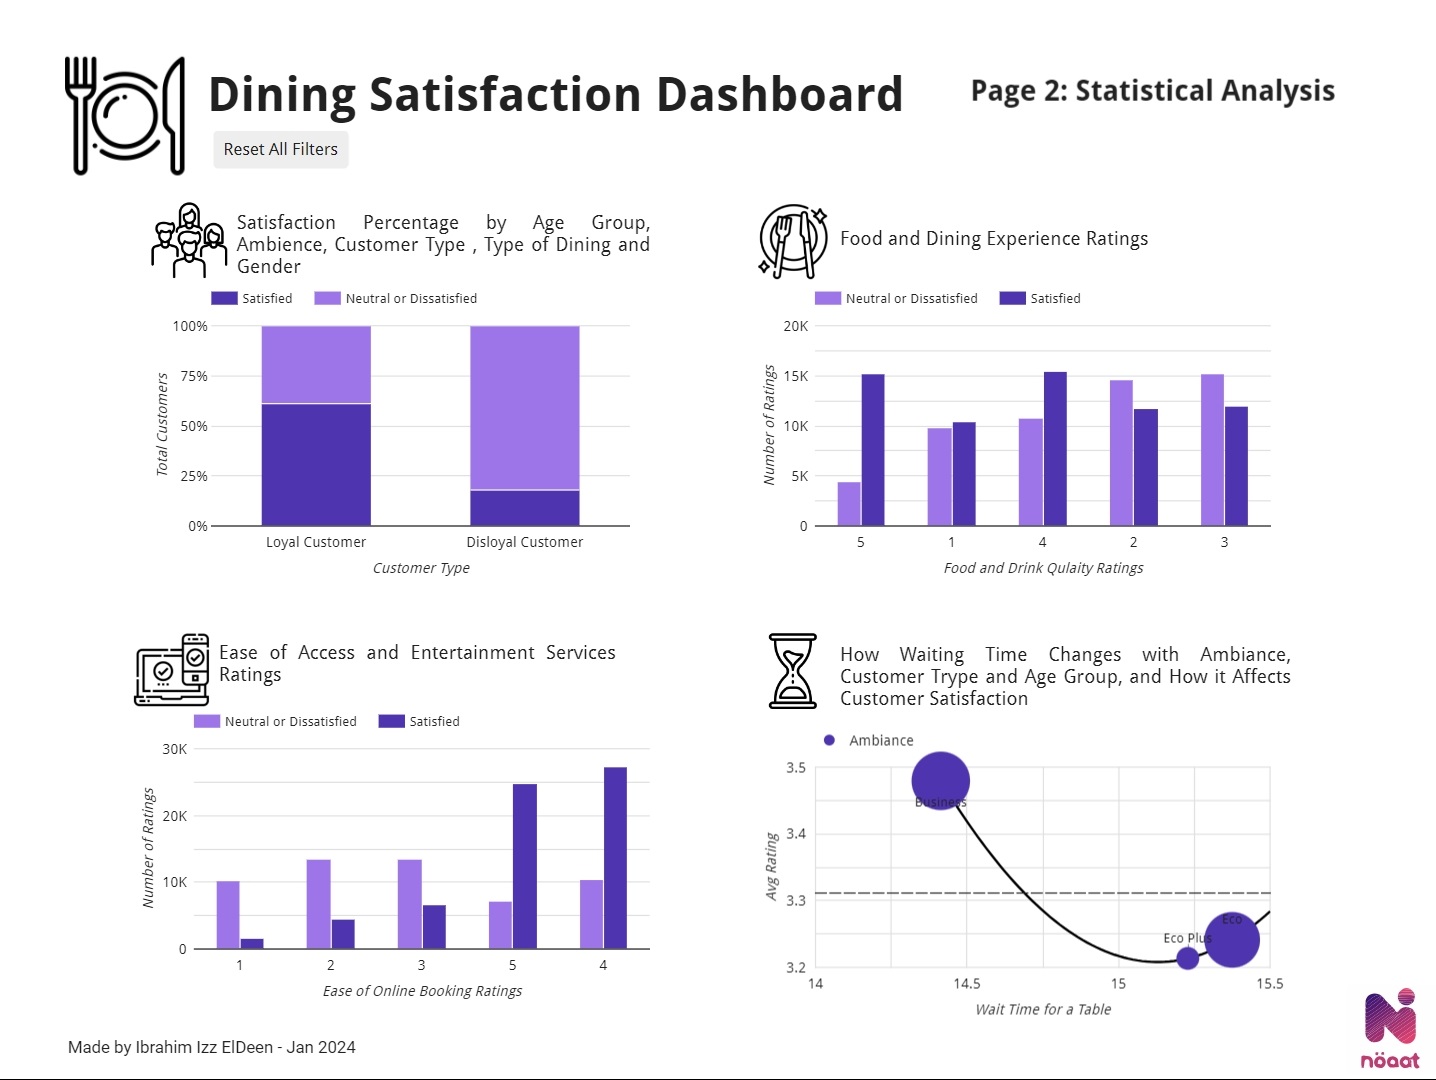 Dining Satisfaction Dashboard
Page 2: Statistical Analysis
Reset All Filters
Satisfaction Percentage by Age Group,
Ambience, Customer Type , Type of Dining and
Gender
Satisfied Neutral or Dissatisfied
100%
75%
50%
25%
0%
Total Customers
Loyal Customer Disloyal Customer
Customer Type
Food and Dining Experience Ratings
Neutral or Dissatisfied Satisfied
20K
15K
10K
5K
0
Number of Ratings
5 1 4 2 3
Food and Drink Qulaity Ratings
Ease of Access and Entertainment Services
Ratings
Neutral or Dissatisfied Satisfied
30K
20K
10K
0
Number of Ratings
1 2 3 5 4
Ease of Online Booking Ratings
How Waiting Time Changes with Ambiance,
Customer Trype and Age Group, and How it Affects
Customer Satisfaction
Ambiance
3.5
3.4
3.3
3.2
Avg Rating
Business
Eco Plus
Eco
14 14.5 15 15.5
Wait Time for a Table
Made by Ibrahim Izz ElDeen - Jan 2024
nöaat